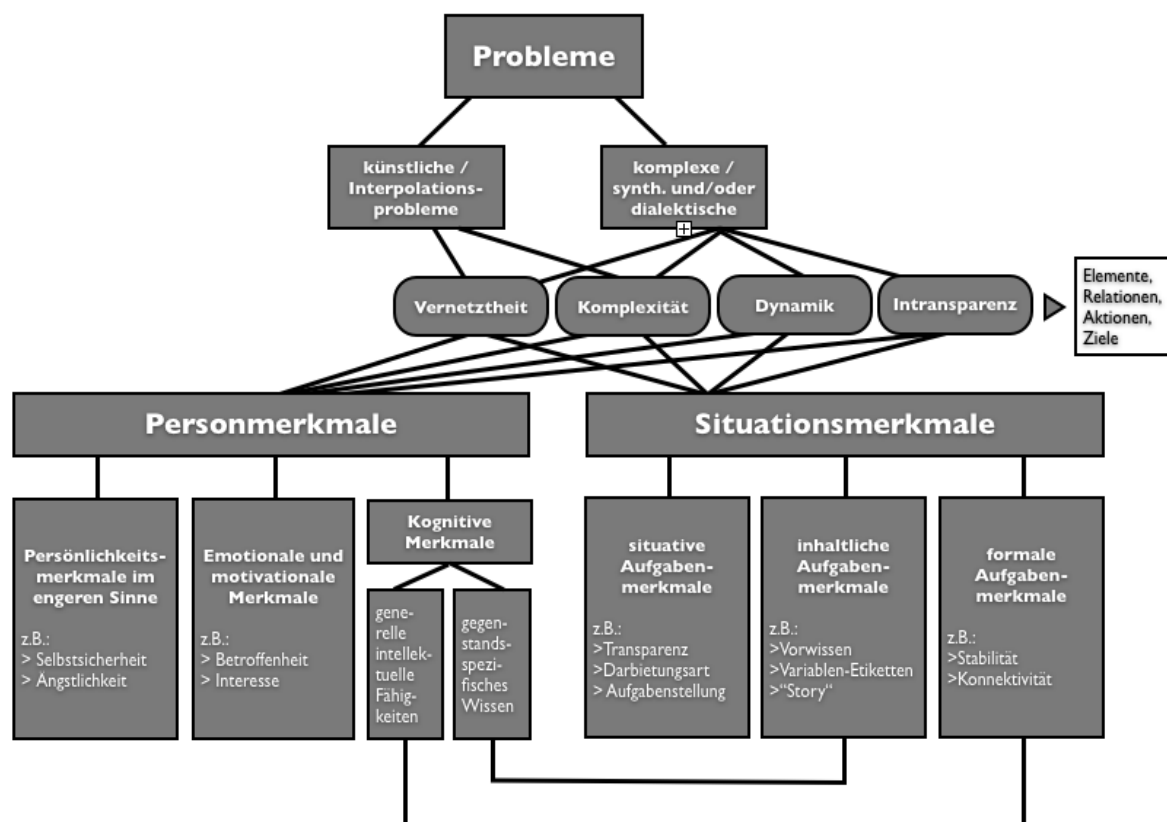 Probleme
künstliche /
Interpolations-
probleme
komplexe /
synth. und/oder
dialektische
Vernetztheit
Komplexität
Dynamik
Intransparenz
Elemente,
Relationen,
Aktionen,
Ziele
Personmerkmale
Situationsmerkmale
Persönlichkeits-
merkmale im
engeren Sinne
z.B.:
> Selbstsicherheit
> Ängstlichkeit
Emotionale und
motivationale
Merkmale
z.B.:
> Betroffenheit
> Interesse
Kognitive
Merkmale
gene-
relle
intellek-
tuelle
Fähig-
keiten
gegen-
stands-
spezi-
fisches
Wissen
situative
Aufgaben-
merkmale
z.B.:
>Transparenz
>Darbietungsart
> Aufgabenstellung
inhaltliche
Aufgaben-
merkmale
z.B.:
>Vorwissen
>Variablen-Etiketten
>“Story”
formale
Aufgaben-
merkmale
z.B.:
>Stabilität
>Konnektivität